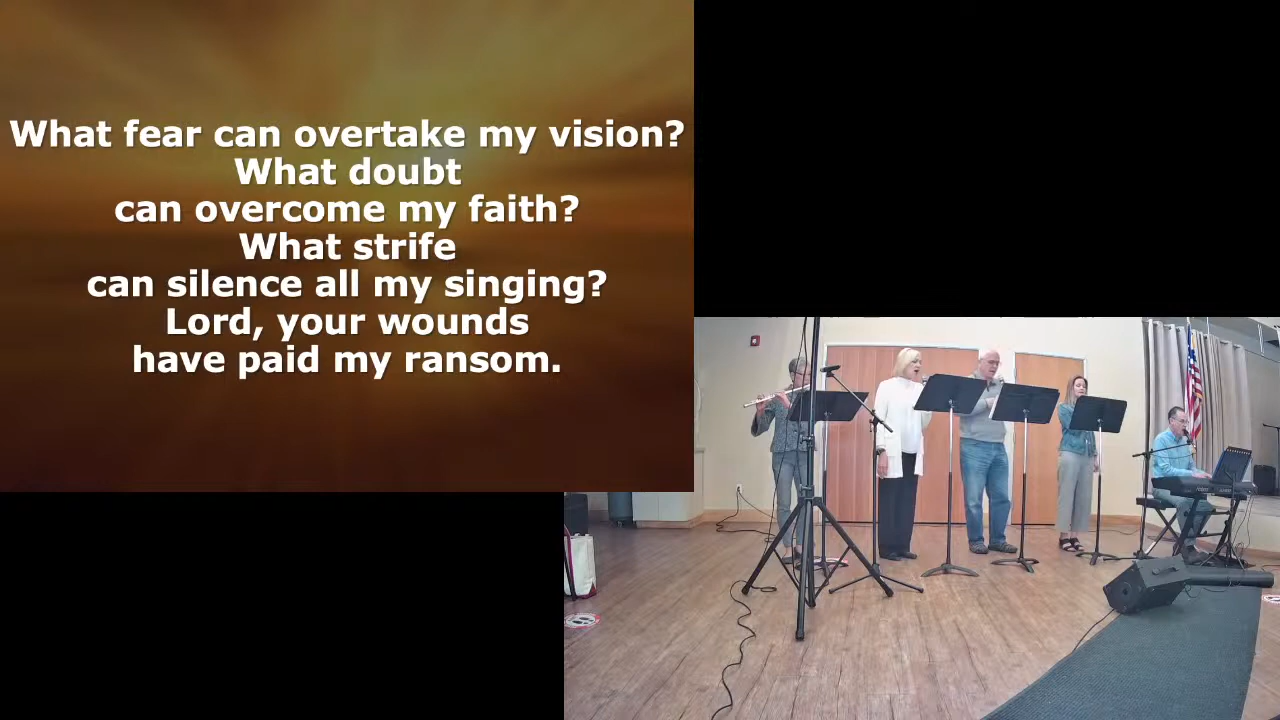 What fear can overtake my vision?
What doubt
can overcome my faith?
What strife
can silence all my singing?
Lord, your wounds
have paid my ransom.